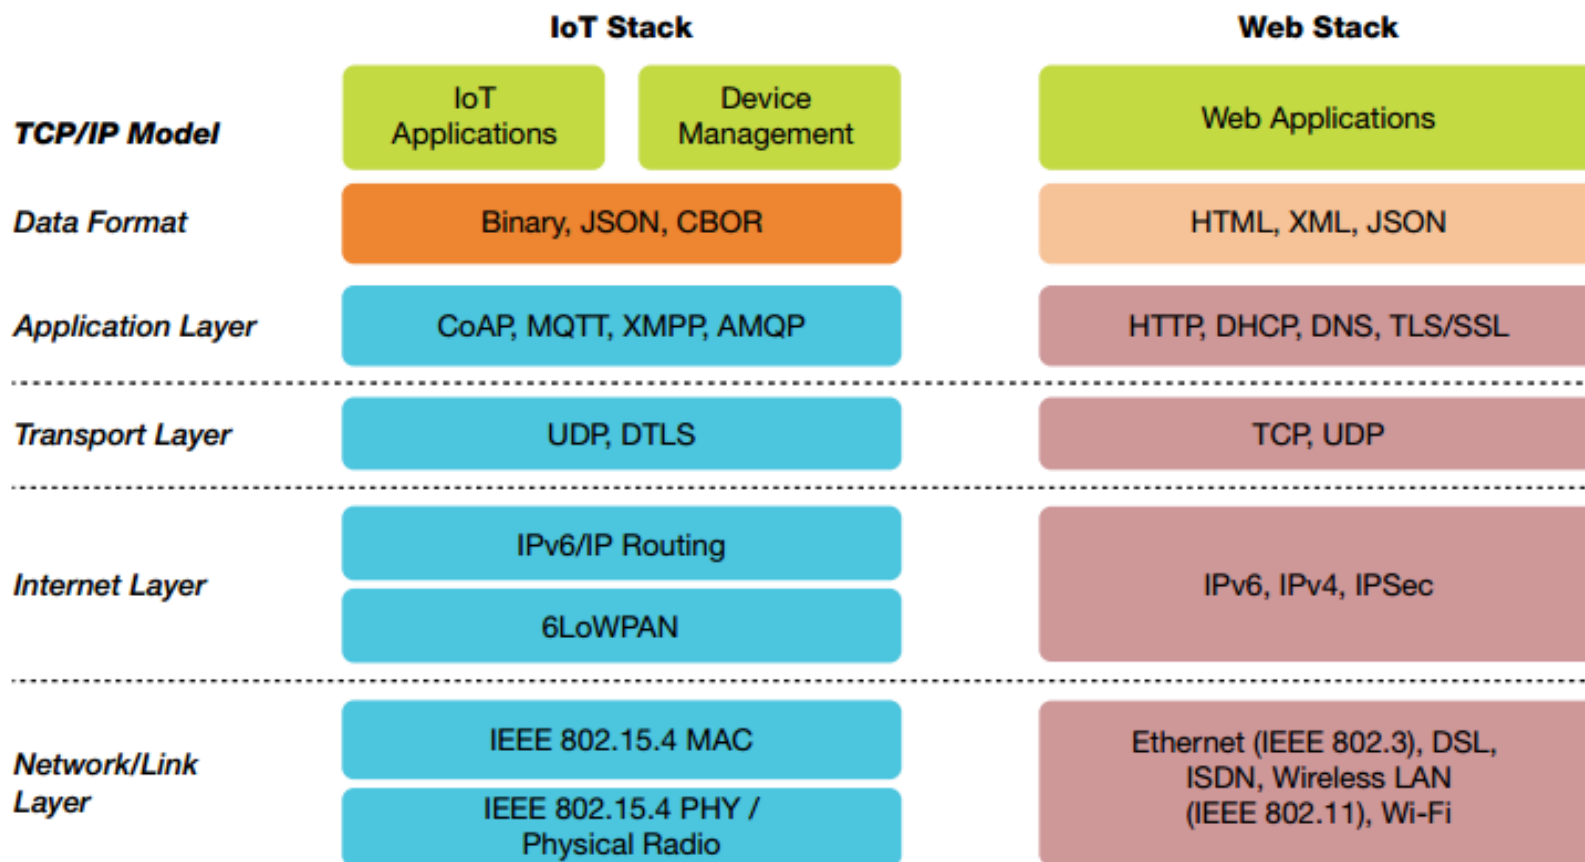 IoT Stack
Web Stack
TCP/IP Model
IoT
Applications
Device
Management
Web Applications
Data Format
Binary, JSON, CBOR
HTML, XML, JSON
Application Layer
CoAP, MQTT, XMPP, AMQP
HTTP, DHCP, DNS, TLS/SSL
Transport Layer
UDP, DTLS
TCP, UDP
Internet Layer
IPv6/IP Routing
6LoWPAN
IPv6, IPv4, IPSec
Network/Link
Layer
IEEE 802.15.4 MAC
IEEE 802.15.4 PHY /
Physical Radio
Ethernet (IEEE 802.3), DSL,
ISDN, Wireless LAN
(IEEE 802.11), Wi-Fi